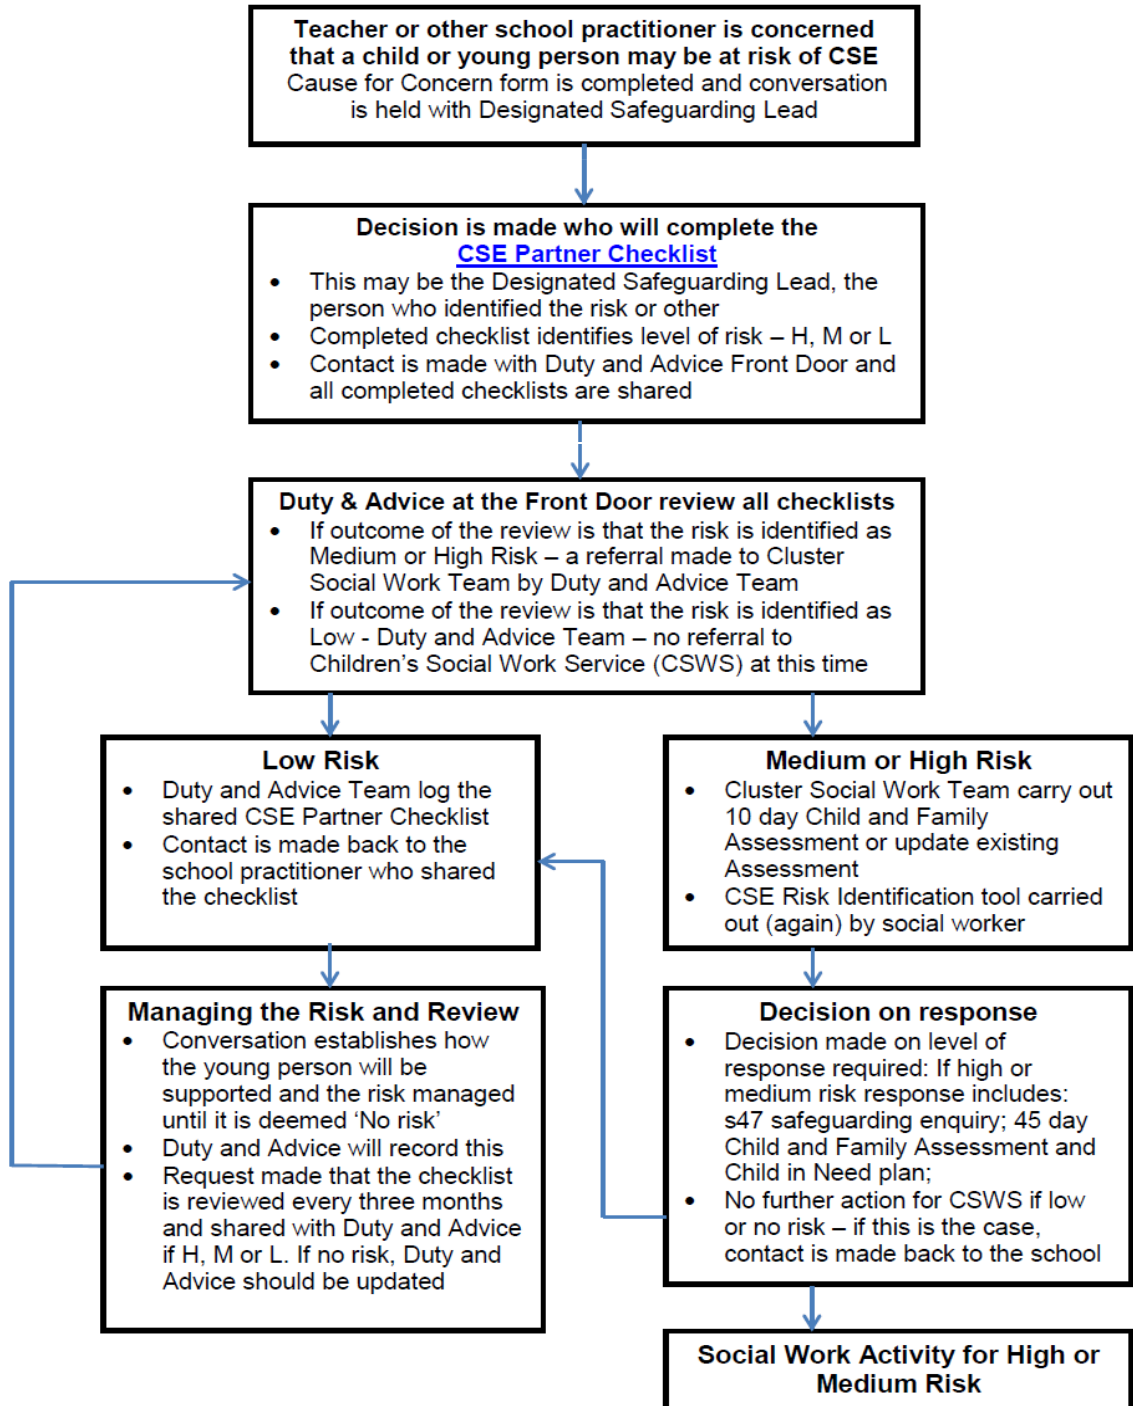 Teacher or other school practitioner is concerned
that a child or young person may be at risk of CSE
Cause for Concern form is completed and conversation
is held with Designated Safeguarding Lead
Decision is made who will complete the
CSE Partner Checklist
• This may be the Designated Safeguarding Lead, the
person who identified the risk or other
• Completed checklist identifies level of risk – H, M or L
• Contact is made with Duty and Advice Front Door and
all completed checklists are shared
Duty & Advice at the Front Door review all checklists
• If outcome of the review is that the risk is identified as
Medium or High Risk – a referral made to Cluster
Social Work Team by Duty and Advice Team
• If outcome of the review is that the risk is identified as
Low - Duty and Advice Team – no referral to
Children’s Social Work Service (CSWS) at this time
Low Risk
• Duty and Advice Team log the
shared CSE Partner Checklist
• Contact is made back to the
school practitioner who shared
the checklist
Medium or High Risk
• Cluster Social Work Team carry out
10 day Child and Family
Assessment or update existing
Assessment
• CSE Risk Identification tool carried
out (again) by social worker
Managing the Risk and Review
• Conversation establishes how
the young person will be
supported and the risk managed
until it is deemed ‘No risk’
• Duty and Advice will record this
• Request made that the checklist
is reviewed every three months
and shared with Duty and Advice
if H, M or L. If no risk, Duty and
Advice should be updated
Decision on response
• Decision made on level of
response required: If high or
medium risk response includes:
s47 safeguarding enquiry; 45 day
Child and Family Assessment and
Child in Need plan;
• No further action for CSWS if low
or no risk – if this is the case,
contact is made back to the school
Social Work Activity for High or
Medium Risk